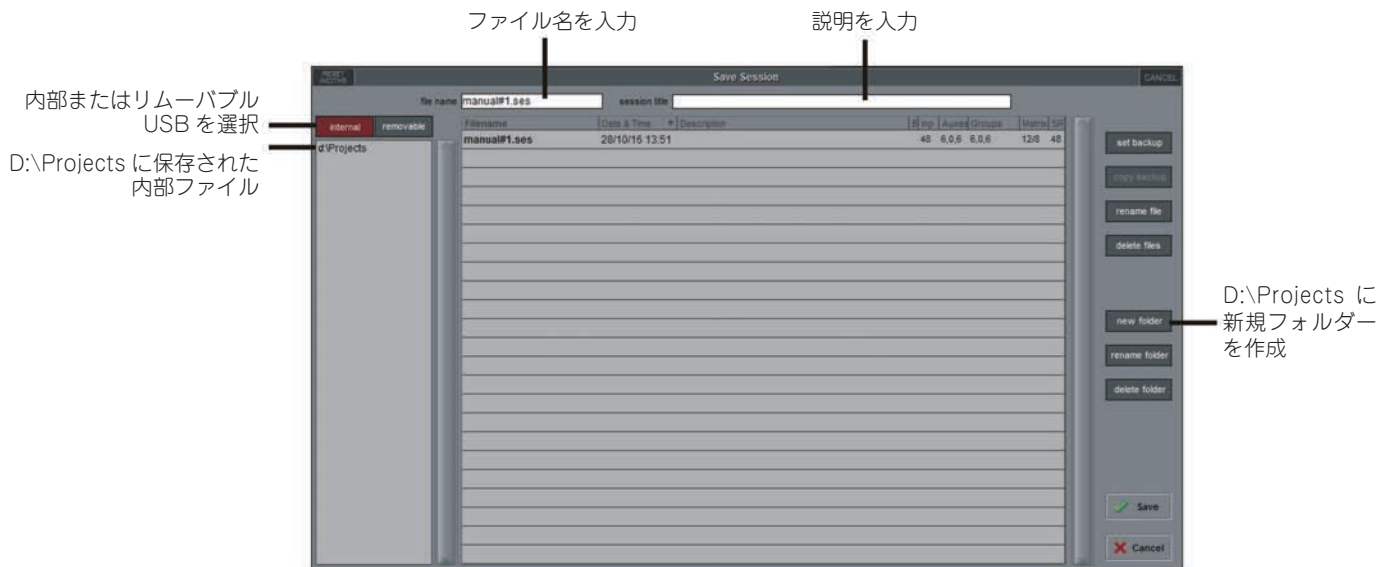 ファイル名を入力
説明を入力
Save Session
CANCEL
file name manual#1.ses
session title
内部またはリムーバブル
USB を選択
internal removable
D:\Projects に保存された
内部ファイル
d:\Projects
Filename Date & Time Description B Inp Auxes Groups Matrix SR
manual#1.ses 28/10/16 13:51 48 6,0,6 6,0,6 12/8 48
set backup
copy backup
rename file
delete files
new folder
D:\Projects に
新規フォルダー
を作成
rename folder
delete folder
Save
Cancel